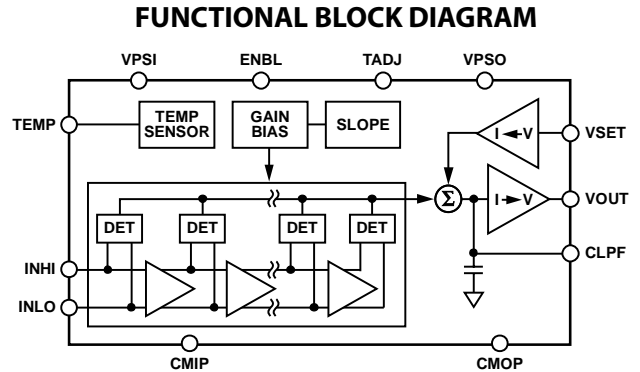 FUNCTIONAL BLOCK DIAGRAM
VPSI ENBL TADJ VPSO
TEMP
TEMP
SENSOR
GAIN
BIAS
SLOPE
I V
VSET
Σ
I V
VOUT
DET DET DET DET
CLPF
INHI
INLO
CMIP CMOP